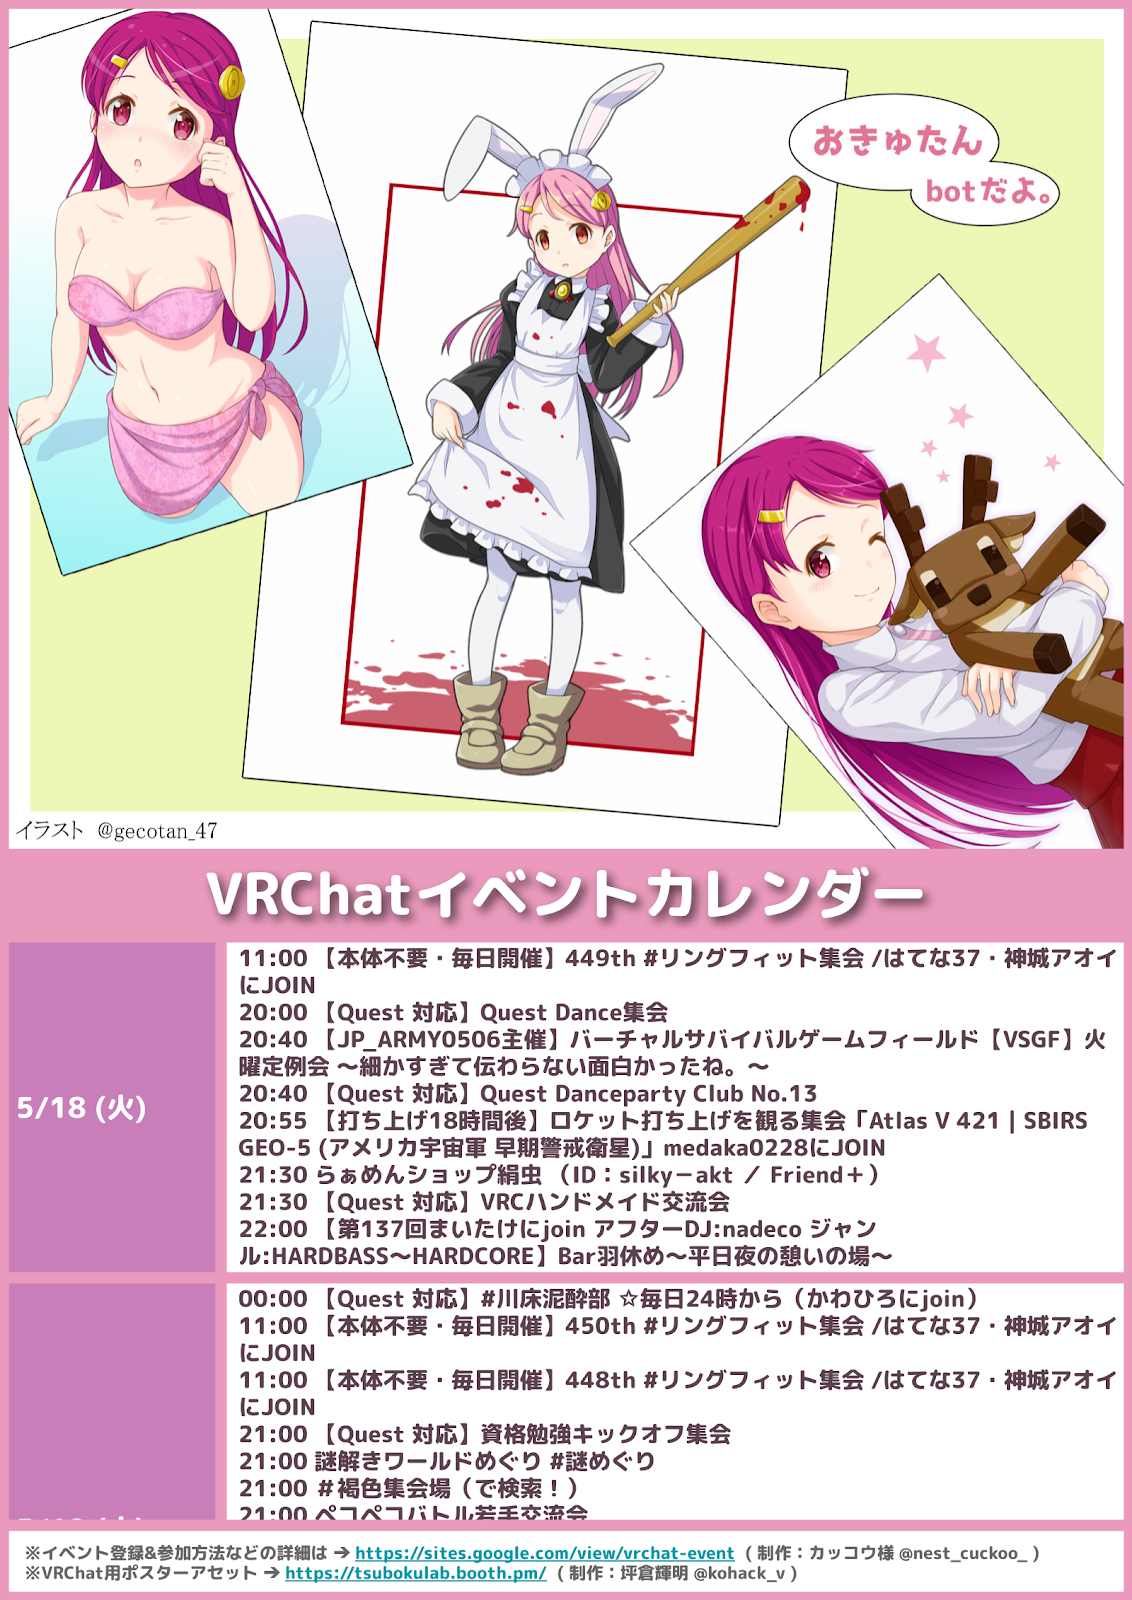 おきゅたん
botだよ。
イラスト @gecotan_47
VRChatイベントカレンダー
5/18 (火)
11:00 【本体不要・毎日開催】449th #リングフィット集会 /はてな37・神城アオイ
にJOIN
20:00 【Quest 対応】Quest Dance集会
20:40 【JP_ARMY0506主催】バーチャルサバイバルゲームフィールド【VSGF】火
曜定例会 ～細かすぎて伝わらない面白かったね。～
20:40 【Quest 対応】Quest Danceparty Club No.13
20:55 【打ち上げ18時間後】ロケット打ち上げを観る集会「Atlas V 421 | SBIRS
GEO-5 (アメリカ宇宙軍 早期警戒衛星)」medaka0228にJOIN
21:30 らぁめんショップ絹虫 （ID：silky－akt ／ Friend＋）
21:30 【Quest 対応】VRCハンドメイド交流会
22:00 【第137回まいたけにjoin アフターDJ:nadeco ジャン
ル:HARDBASS～HARDCORE】Bar羽休め～平日夜の憩いの場～
00:00 【Quest 対応】#川床泥酔部 ☆毎日24時から（かわひろにjoin）
11:00 【本体不要・毎日開催】450th #リングフィット集会 /はてな37・神城アオイ
にJOIN
11:00 【本体不要・毎日開催】448th #リングフィット集会 /はてな37・神城アオイ
にJOIN
21:00 【Quest 対応】資格勉強キックオフ集会
21:00 謎解きワールドめぐり #謎めぐり
21:00 ＃褐色集会場（で検索！）
21:00 ペコペコバトル若手交流会
※イベント登録&参加方法などの詳細は ➔ https://sites.google.com/view/vrchat-event ( 制作：カッコウ様 @nest_cuckoo_ )
※VRChat用ポスターアセット ➔ https://tsubokulab.booth.pm/ ( 制作：坪倉輝明 @kohack_v )